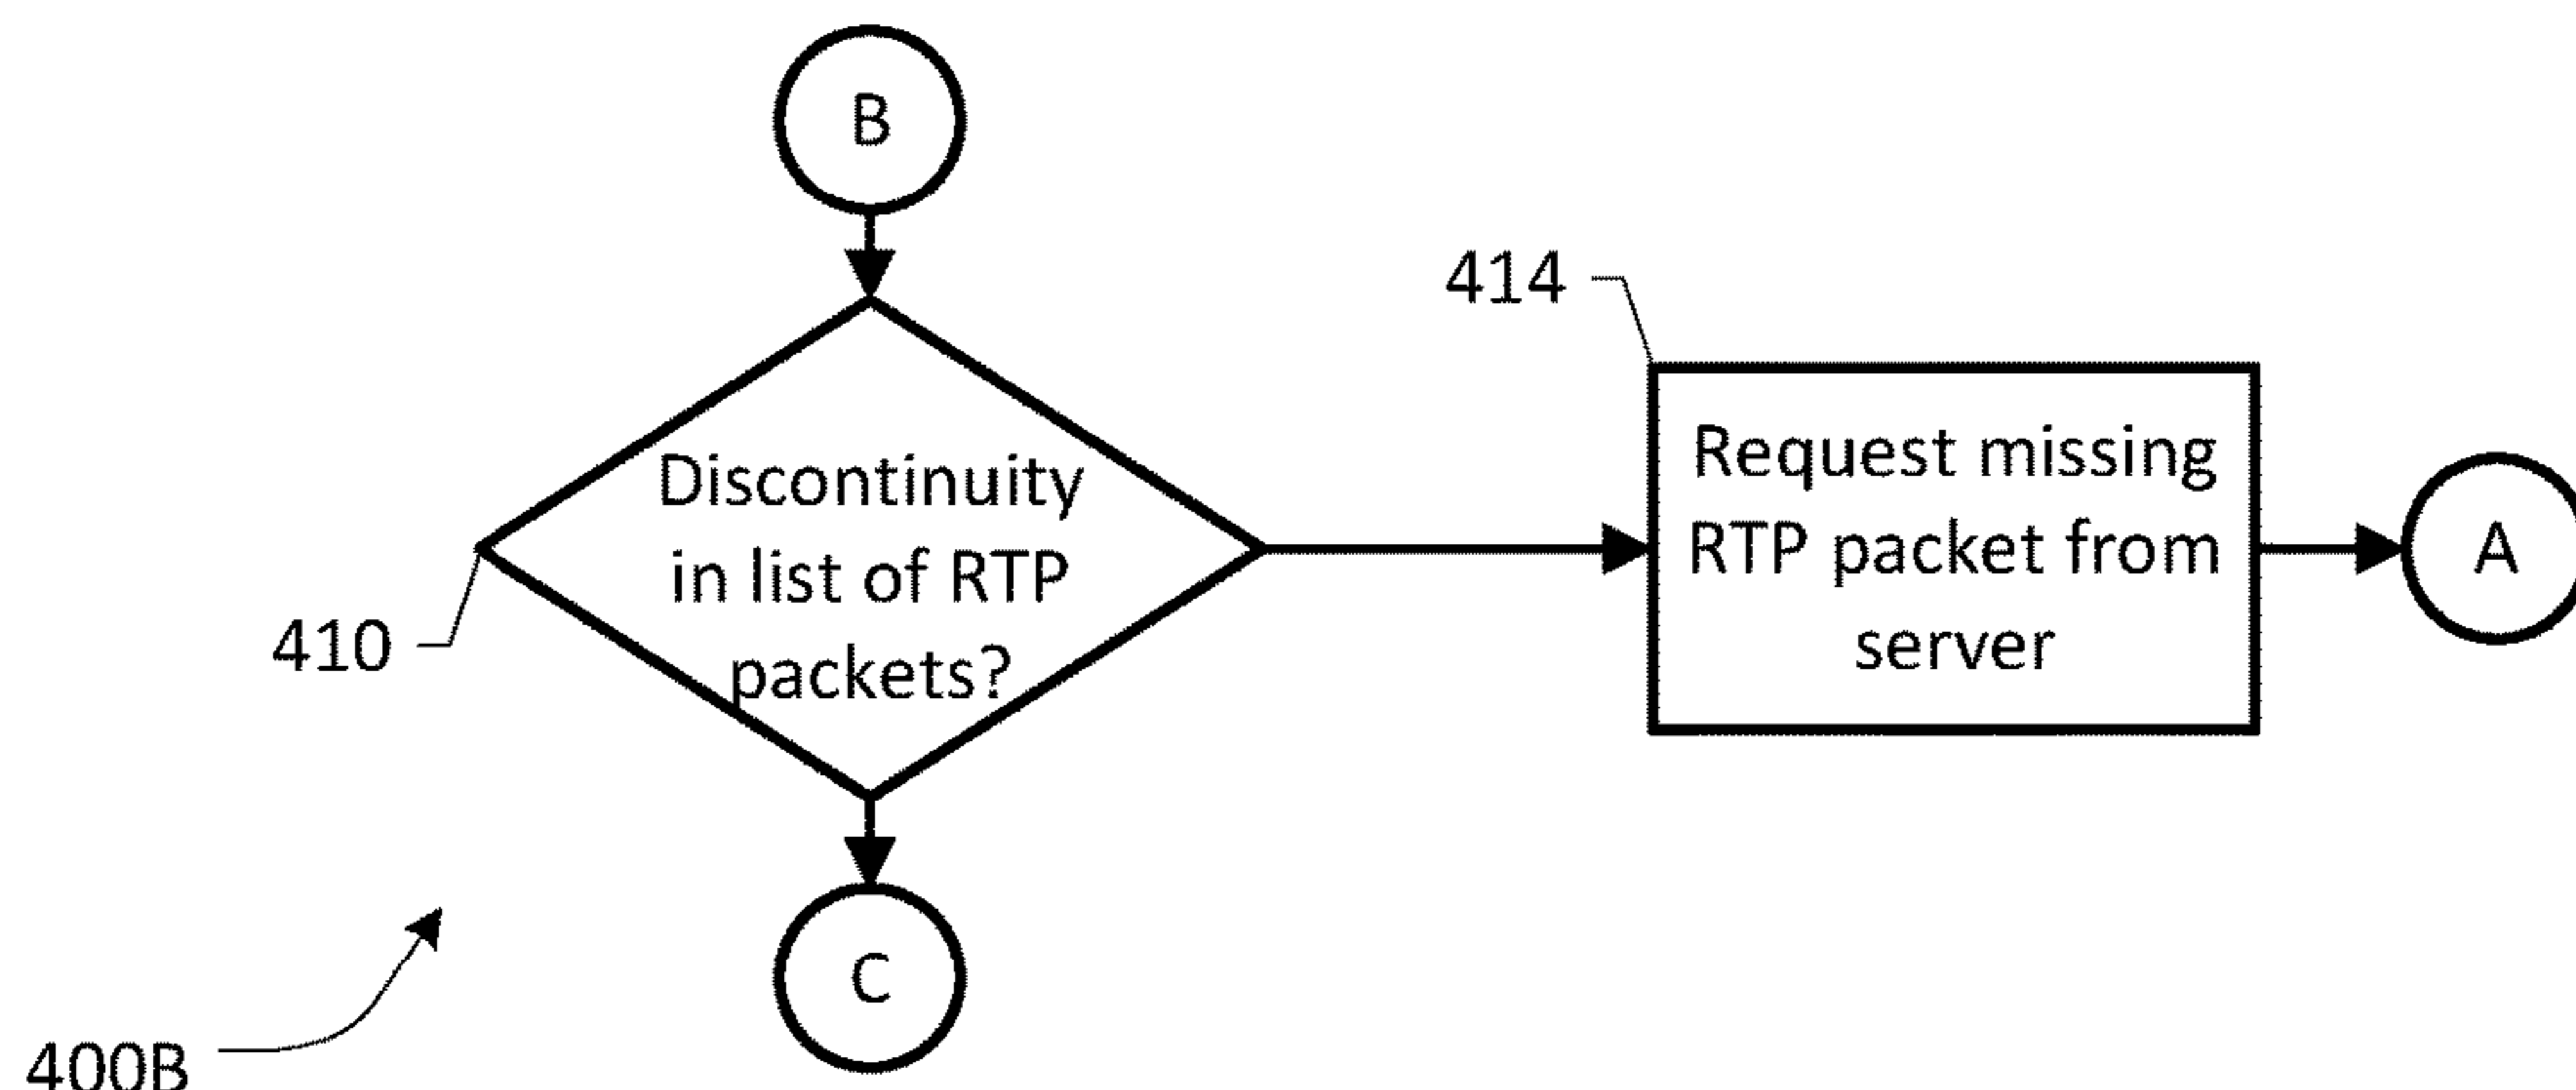 B
414
Discontinuity
in list of RTP
packets?
410
Request missing
RTP packet from
server
A
C
400B